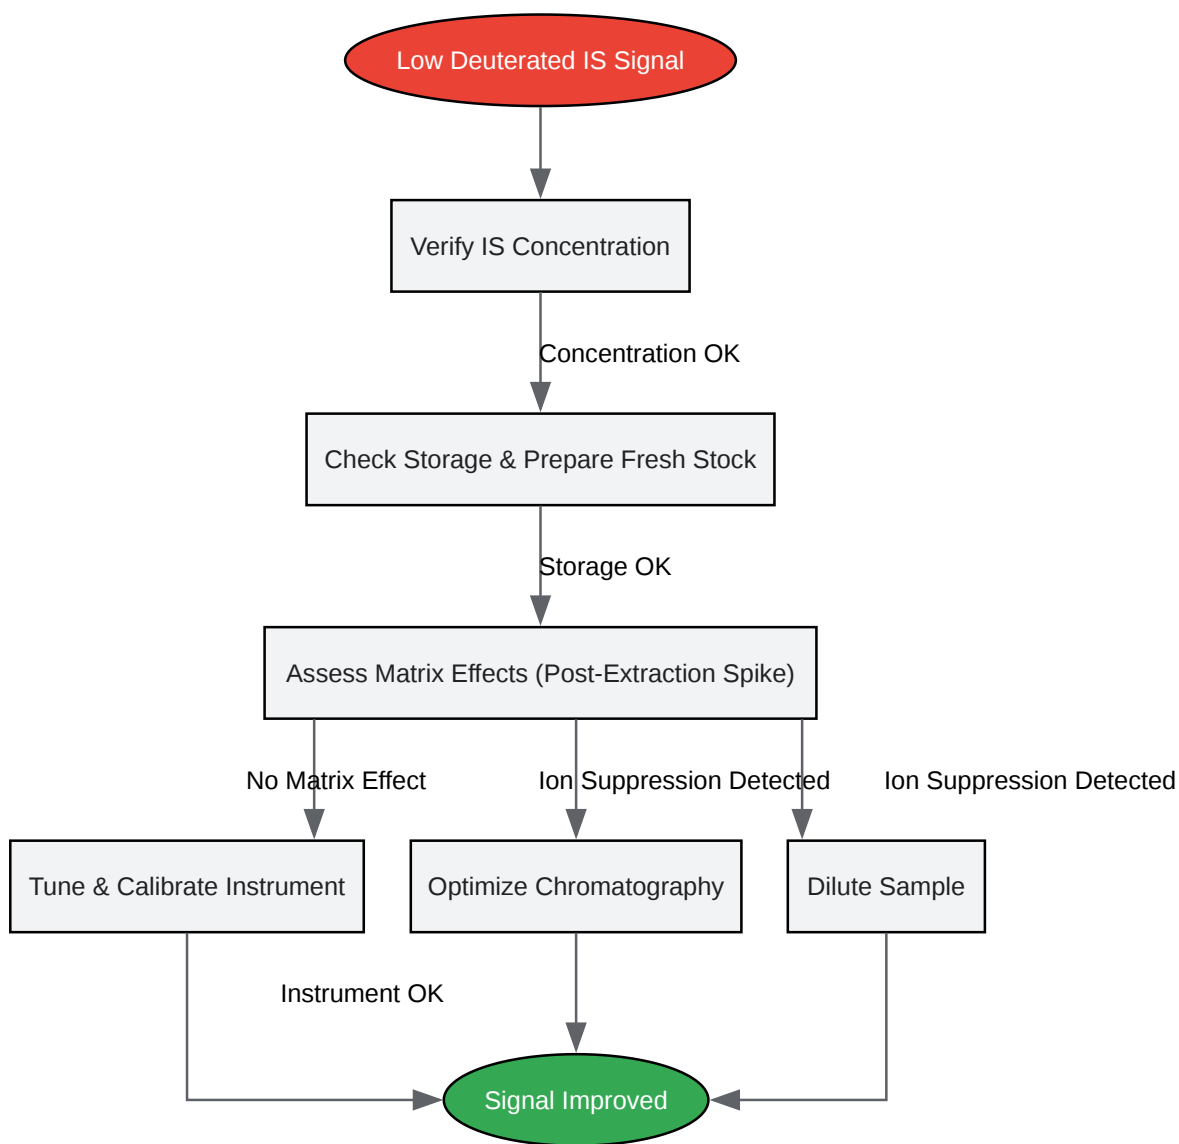 Low Deuterated IS Signal
Verify IS Concentration
Concentration OK
Check Storage & Prepare Fresh Stock
Storage OK
Assess Matrix Effects (Post-Extraction Spike)
No Matrix Effect
Ion Suppression Detected
Ion Suppression Detected
Tune & Calibrate Instrument
Optimize Chromatography
Dilute Sample
Instrument OK
Signal Improved